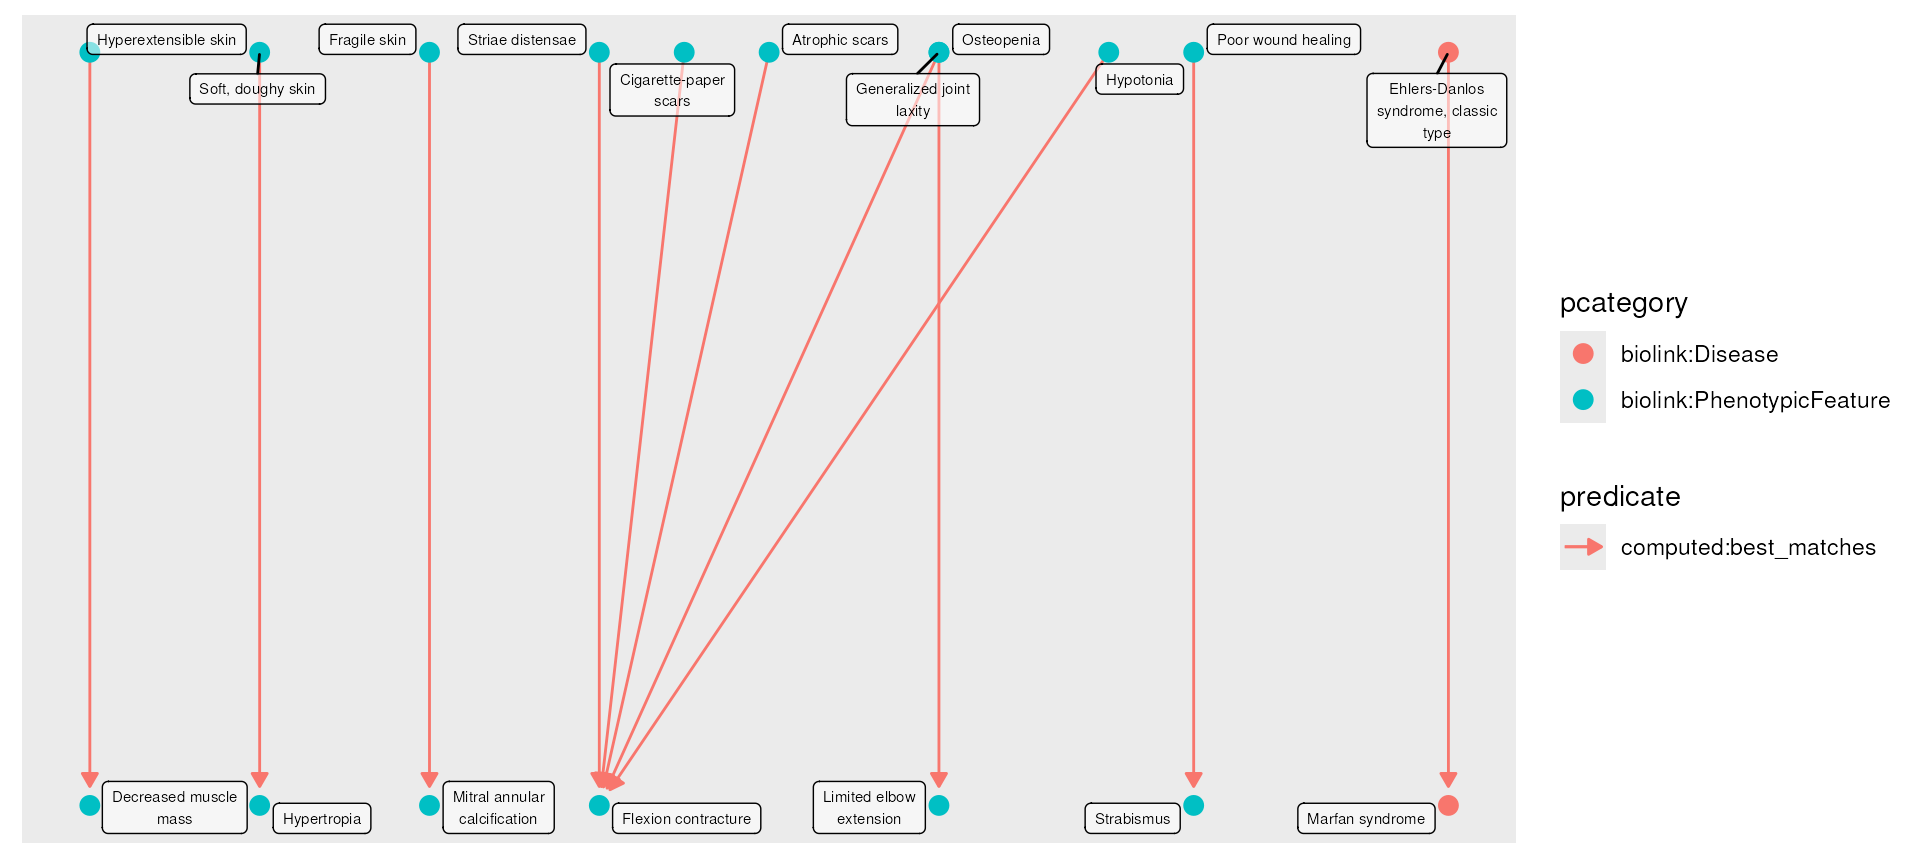 Hyperextensible skin
Fragile skin
Striae distensae
Atrophic scars
Osteopenia
Poor wound healing
Soft, doughy skin
Cigarette-paper
scars
Generalized joint
laxity
Hypotonia
Ehlers-Danlos
syndrome, classic
type
Decreased muscle
mass
Hypertropia
Mitral annular
calcification
Flexion contracture
Limited elbow
extension
Strabismus
Marfan syndrome
pcategory
biolink:Disease
biolink:PhenotypicFeature
predicate
computed:best_matches